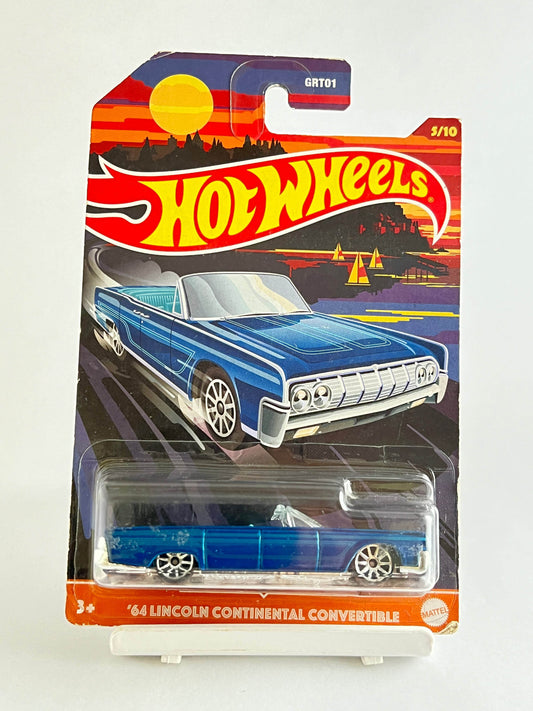 GRT01
5/10
HOT WHEELS®
3+
'64 LINCOLN CONTINENTAL CONVERTIBLE
MATTEL